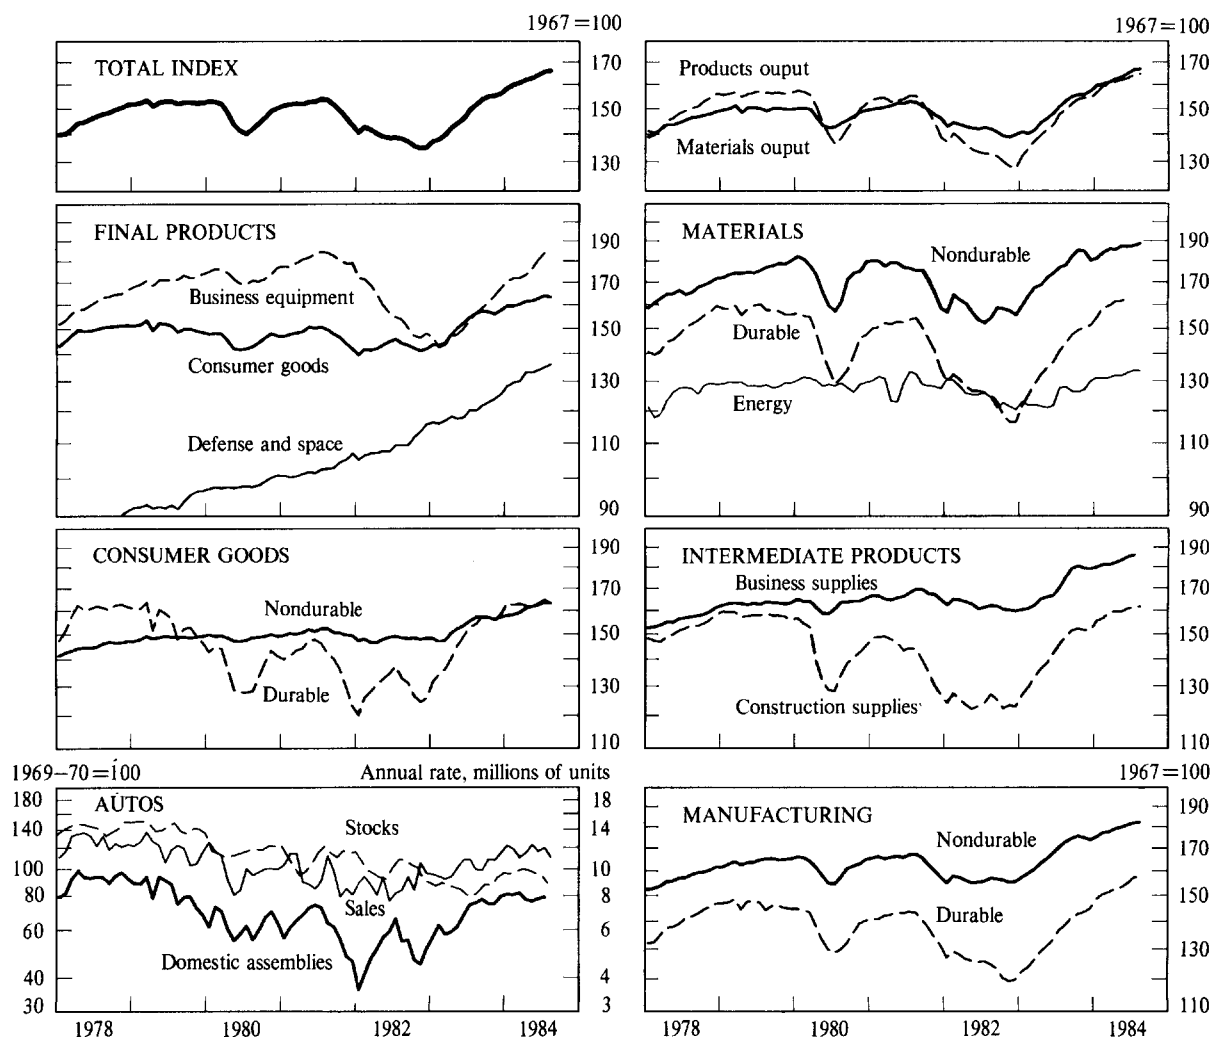 1967=100
TOTAL INDEX
170
150
130
FINAL PRODUCTS
Business equipment
Consumer goods
Defense and space
190
170
150
130
110
90
CONSUMER GOODS
Nondurable
Durable
190
170
150
130
110
1969–70=100
Annual rate, millions of units
AUTOS
Stocks
Sales
Domestic assemblies
180
140
100
80
60
40
30
18
14
10
8
6
4
3
1978 1980 1982 1984
1967=100
Products ouput
Materials ouput
170
150
130
MATERIALS
Nondurable
Durable
Energy
190
170
150
130
110
90
INTERMEDIATE PRODUCTS
Business supplies
Construction supplies
190
170
150
130
110
1967=100
MANUFACTURING
Nondurable
Durable
190
170
150
130
110
1978 1980 1982 1984